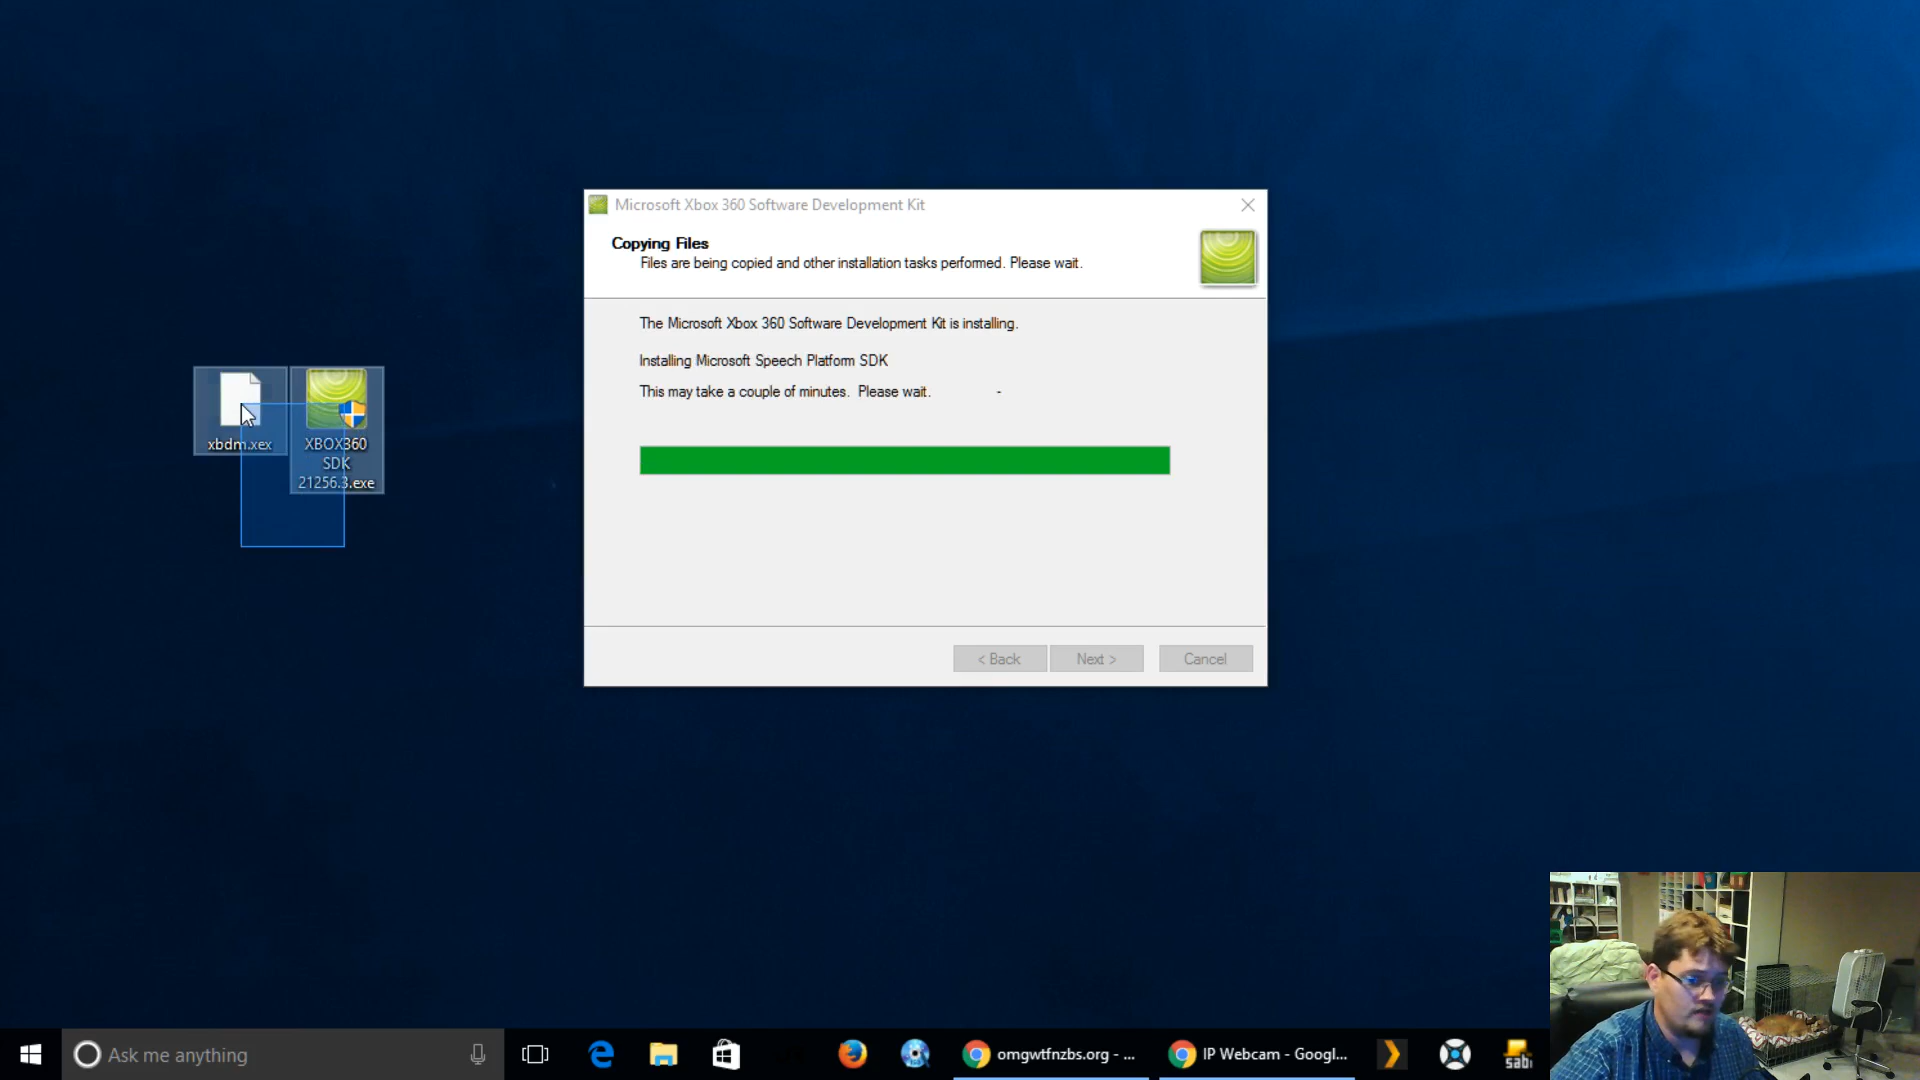 Microsoft Xbox 360 Software Development Kit
Copying Files
Files are being copied and other installation tasks performed. Please wait.
The Microsoft Xbox 360 Software Development Kit is installing.
Installing Microsoft Speech Platform SDK
This may take a couple of minutes. Please wait. -
< Back
Next >
Cancel
xbdm.xex
XBOX360
SDK
21256.3.exe
Ask me anything
omgwtfnzbs.org - ...
IP Webcam - Googl...
sab